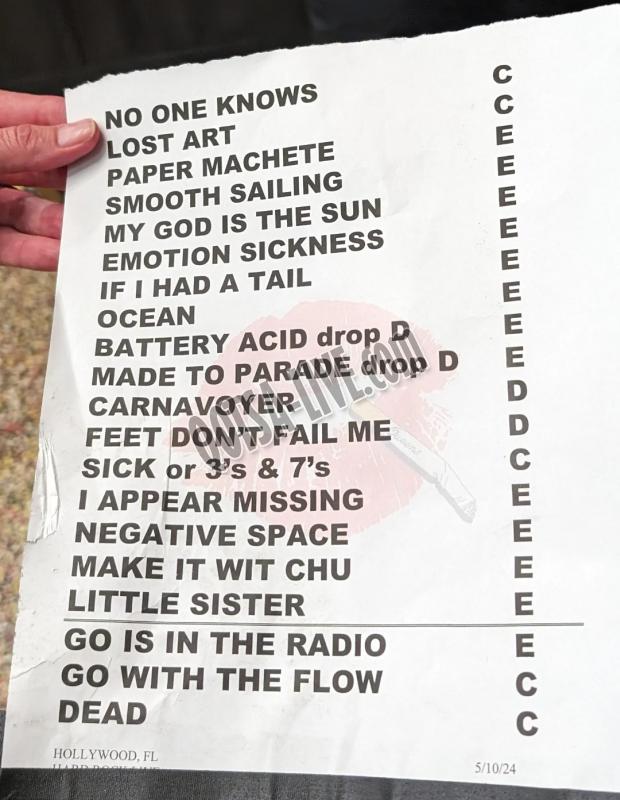 NO ONE KNOWS C
LOST ART C
PAPER MACHETE E
SMOOTH SAILING E
MY GOD IS THE SUN E
EMOTION SICKNESS E
IF I HAD A TAIL E
OCEAN E
BATTERY ACID drop D E
MADE TO PARADE drop D E
CARNAVOYER D
FEET DON'T FAIL ME D
SICK or 3's & 7's C
I APPEAR MISSING E
NEGATIVE SPACE E
MAKE IT WIT CHU E
LITTLE SISTER E
GO IS IN THE RADIO E
GO WITH THE FLOW C
DEAD C
HOLLYWOOD, FL
HARD ROCK LIVE
5/10/24